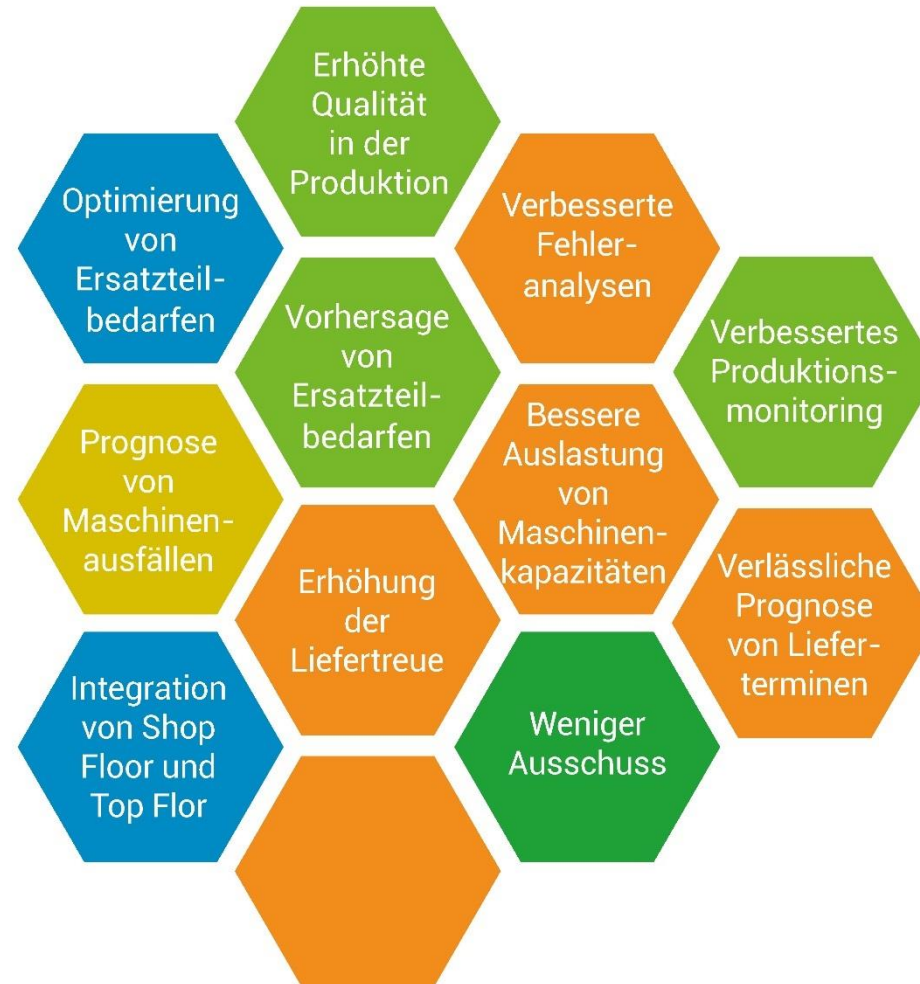 Erhöhte
Qualität
in der
Produktion
Optimierung
von
Ersatzteil-
bedarfen
Verbesserte
Fehler-
analysen
Vorhersage
von
Ersatzteil-
bedarfen
Verbessertes
Produktions-
monitoring
Prognose
von
Maschinen-
ausfällen
Bessere
Auslastung
von
Maschinen-
kapazitäten
Erhöhung
der
Liefertreue
Verlässliche
Prognose
von Liefer-
terminen
Integration
von Shop
Floor und
Top Flor
Weniger
Ausschuss